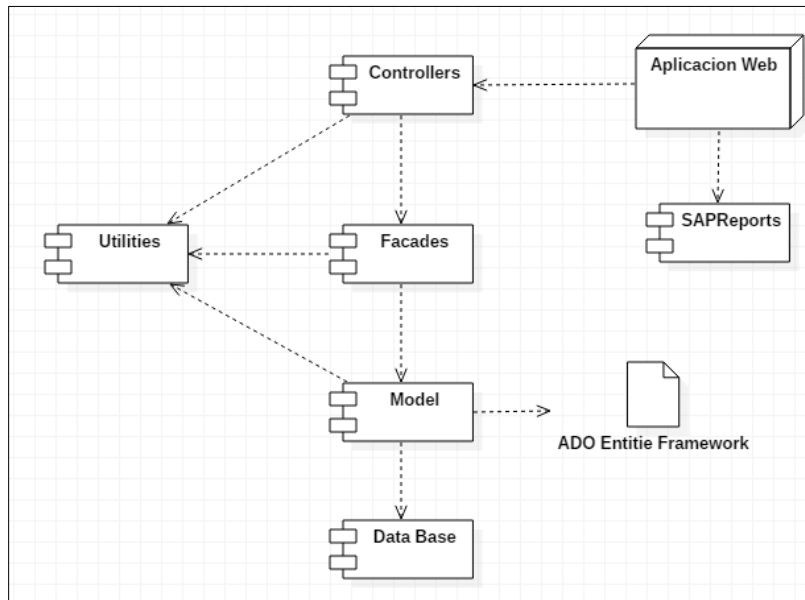 Controllers
Aplicacion Web
Utilities
Facades
SAPReports
Model
ADO Entitie Framework
Data Base